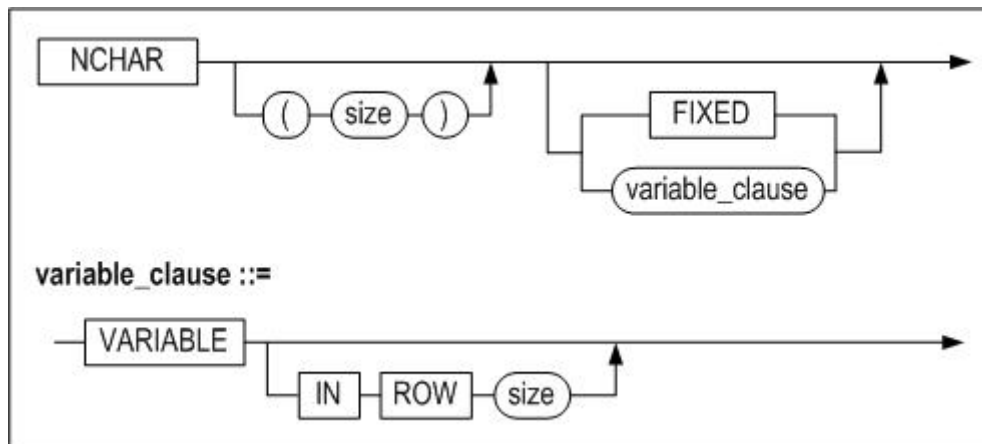 NCHAR
( size )
FIXED
variable_clause
variable_clause ::=
VARIABLE
IN ROW size